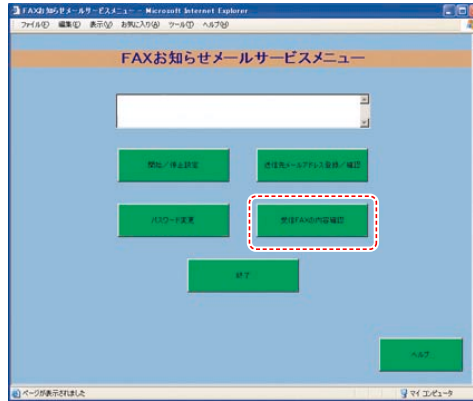 FAXお知らせメールサービスメニュー - Microsoft Internet Explorer
ファイル(F) 編集(E) 表示(V) お気に入り(A) ツール(T) ヘルプ(H)
FAXお知らせメールサービスメニュー
開始/停止設定
送信先メールアドレス登録/確認
パスワード変更
受信FAXの内容確認
終了
ヘルプ
ページが表示されました
マイ コンピュータ